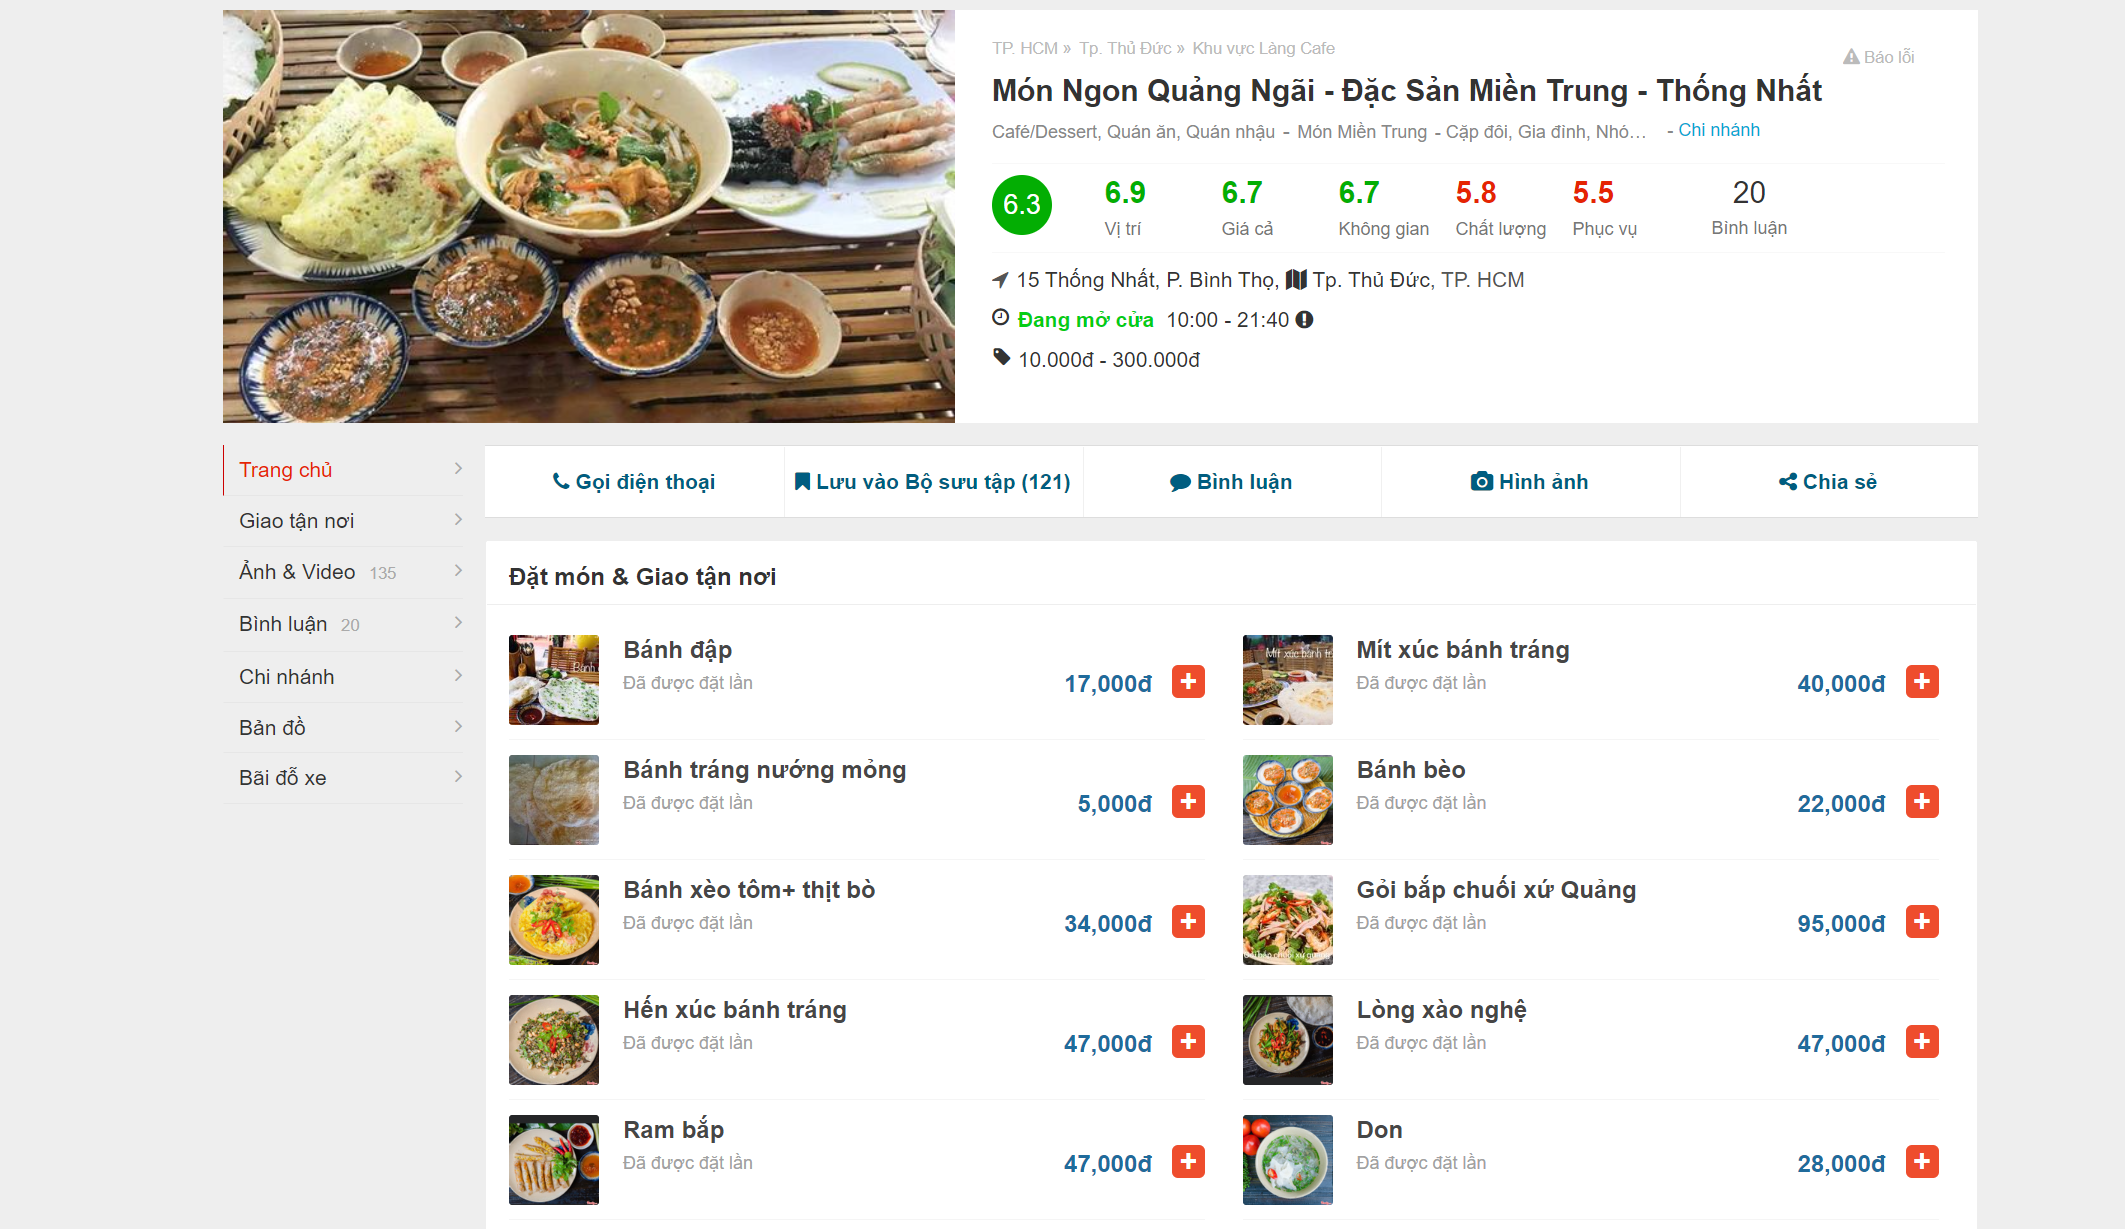 TP. HCM » Tp. Thủ Đức » Khu vực Làng Cafe
Báo lỗi
Món Ngon Quảng Ngãi - Đặc Sản Miền Trung - Thống Nhất
Café/Dessert, Quán ăn, Quán nhậu - Món Miền Trung - Cặp đôi, Gia đình, Nhó... - Chi nhánh
6.3 6.9 6.7 6.7 5.8 5.5 20
Vị trí Giá cả Không gian Chất lượng Phục vụ Bình luận
15 Thống Nhất, P. Bình Thọ, Tp. Thủ Đức, TP. HCM
Đang mở cửa 10:00 - 21:40
10.000đ - 300.000đ
Trang chủ
Giao tận nơi
Ảnh & Video 135
Bình luận 20
Chi nhánh
Bản đồ
Bãi đỗ xe
Gọi điện thoại Lưu vào Bộ sưu tập (121) Bình luận Hình ảnh Chia sẻ
Đặt món & Giao tận nơi
Bánh đập
Đã được đặt lần
17,000đ
Mít xúc bánh tráng
Đã được đặt lần
40,000đ
Bánh tráng nướng mỏng
Đã được đặt lần
5,000đ
Bánh bèo
Đã được đặt lần
22,000đ
Bánh xèo tôm+ thịt bò
Đã được đặt lần
34,000đ
Gỏi bắp chuối xứ Quảng
Đã được đặt lần
95,000đ
Hến xúc bánh tráng
Đã được đặt lần
47,000đ
Lòng xào nghệ
Đã được đặt lần
47,000đ
Ram bắp
Đã được đặt lần
47,000đ
Don
Đã được đặt lần
28,000đ